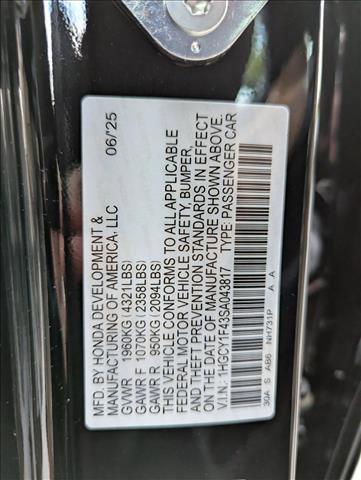 MFD. BY HONDA DEVELOPMENT &
MANUFACTURING OF AMERICA, LLC 06/'25
GVWR 1960KG (4321LBS)
GAWR F 1070KG (2358LBS)
GAWR R 950KG (2094LBS)
THIS VEHICLE CONFORMS TO ALL APPLICABLE
FEDERAL MOTOR VEHICLE SAFETY, BUMPER,
AND THEFT PREVENTION STANDARDS IN EFFECT
ON THE DATE OF MANUFACTURE SHOWN ABOVE.
V.I.N.: 1HGCY1F43SA043817 TYPE: PASSENGER CAR
30A S AB6 NH731P A A